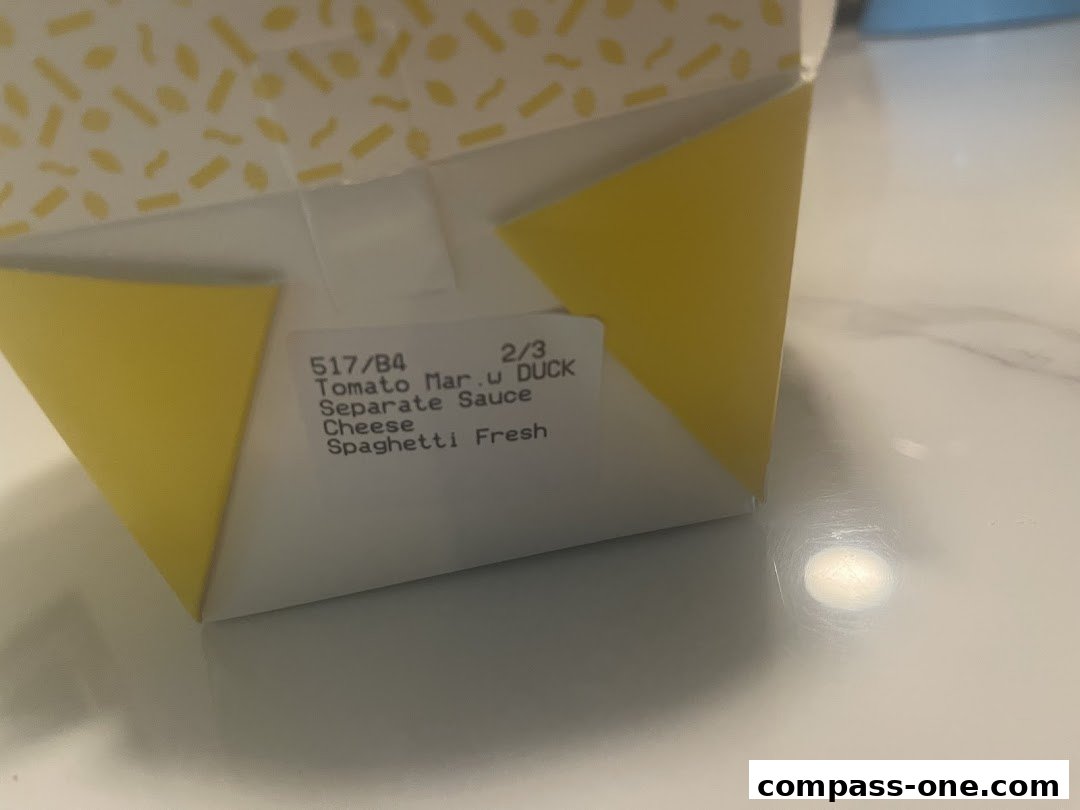 517/B4 2/3
Tomato Mar.w DUCK
Separate Sauce
Cheese
Spaghetti Fresh
compass-one.com